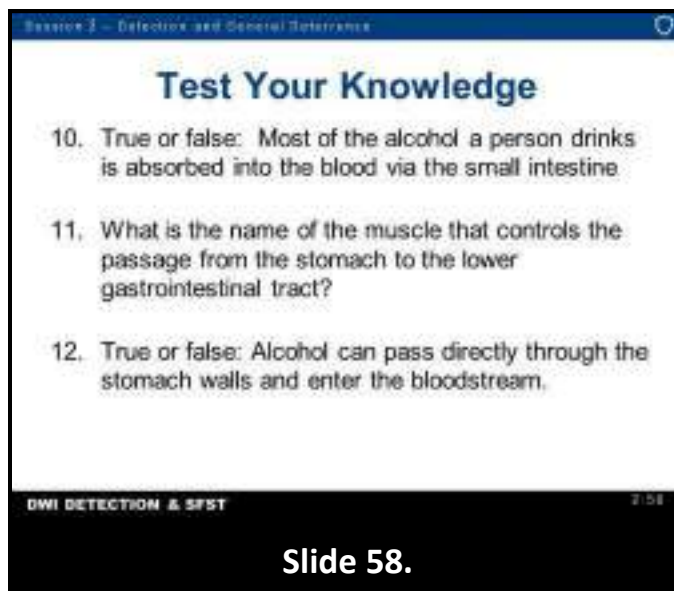 Session 2 – Detection and General Deterrence
Test Your Knowledge
10. True or false: Most of the alcohol a person drinks
is absorbed into the blood via the small intestine
11. What is the name of the muscle that controls the
passage from the stomach to the lower
gastrointestinal tract?
12. True or false: Alcohol can pass directly through the
stomach walls and enter the bloodstream.
DWI DETECTION & SFST
2-58
Slide 58.